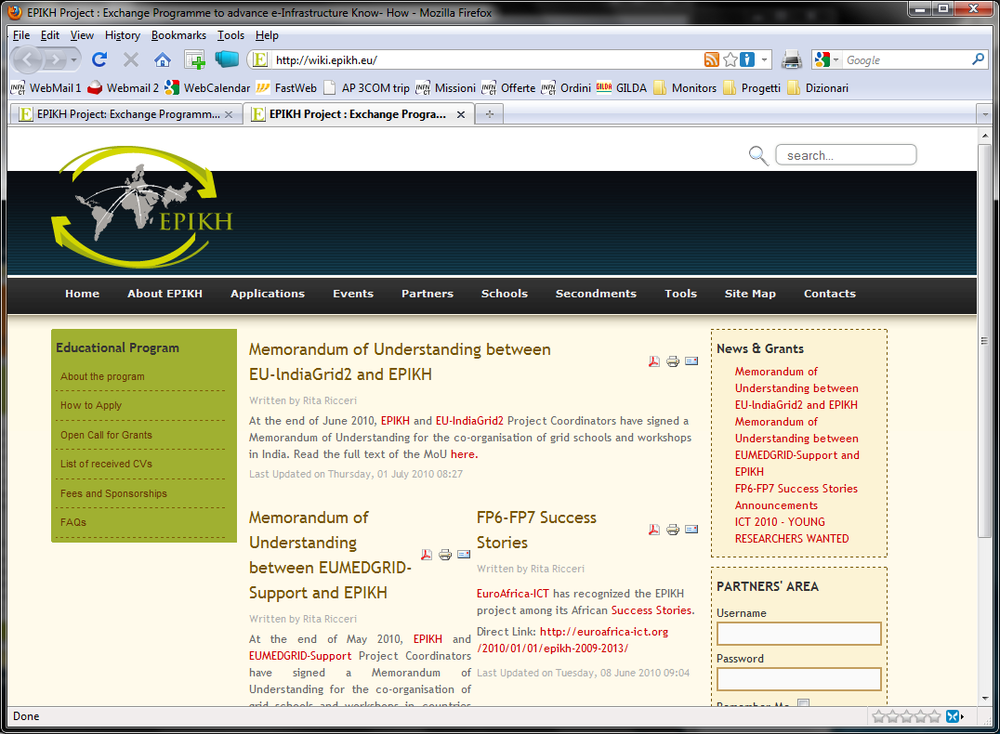 EPIKH Project : Exchange Programme to advance e-Infrastructure Know- How - Mozilla Firefox
File Edit View History Bookmarks Tools Help
E http://wiki.epikh.eu/ Google
WebMail 1 Webmail 2 WebCalendar FastWeb AP 3COM trip Missioni Offerte Ordini GILDA GILDA Monitors Progetti Dizionari
E EPIKH Project: Exchange Programm... E EPIKH Project : Exchange Progra...
search...
EPIKH
Home About EPIKH Applications Events Partners Schools Secondments Tools Site Map Contacts
Educational Program
About the program
How to Apply
Open Call for Grants
List of received CVs
Fees and Sponsorships
FAQs
Memorandum of Understanding between
EU-IndiaGrid2 and EPIKH
Written by Rita Ricceri
At the end of June 2010, EPIKH and EU-IndiaGrid2 Project Coordinators have signed a
Memorandum of Understanding for the co-organisation of grid schools and workshops
in India. Read the full text of the MoU here.
Last Updated on Thursday, 01 July 2010 08:27
Memorandum of
Understanding
between EUMEDGRID-
Support and EPIKH
Written by Rita Ricceri
At the end of May 2010, EPIKH and
EUMEDGRID-Support Project Coordinators
have signed a Memorandum of
Understanding for the co-organisation of
grid schools and workshops in countries
FP6-FP7 Success
Stories
Written by Rita Ricceri
EuroAfrica-ICT has recognized the EPIKH
project among its African Success Stories.
Direct Link: http://euroafrica-ict.org
/2010/01/01/epikh-2009-2013/
Last Updated on Tuesday, 08 June 2010 09:04
News & Grants
Memorandum of
Understanding between
EU-IndiaGrid2 and EPIKH
Memorandum of
Understanding between
EUMEDGRID-Support and
EPIKH
FP6-FP7 Success Stories
Announcements
ICT 2010 - YOUNG
RESEARCHERS WANTED
PARTNERS' AREA
Username
Password
Remember Me
Done